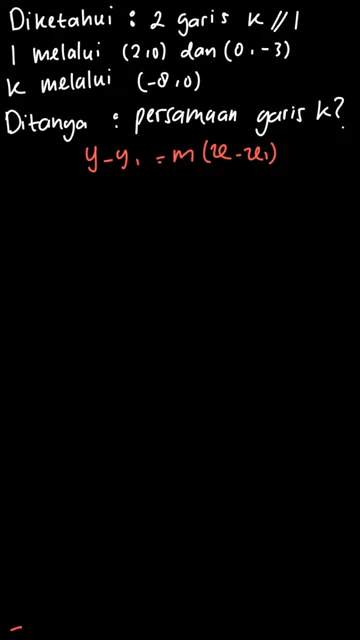 Diketahui : 2 garis k // l
l melalui (2,0) dan (0,-3)
k melalui (-8,0)
Ditanya : persamaan garis k?
y-y₁ = m(x-x₁)